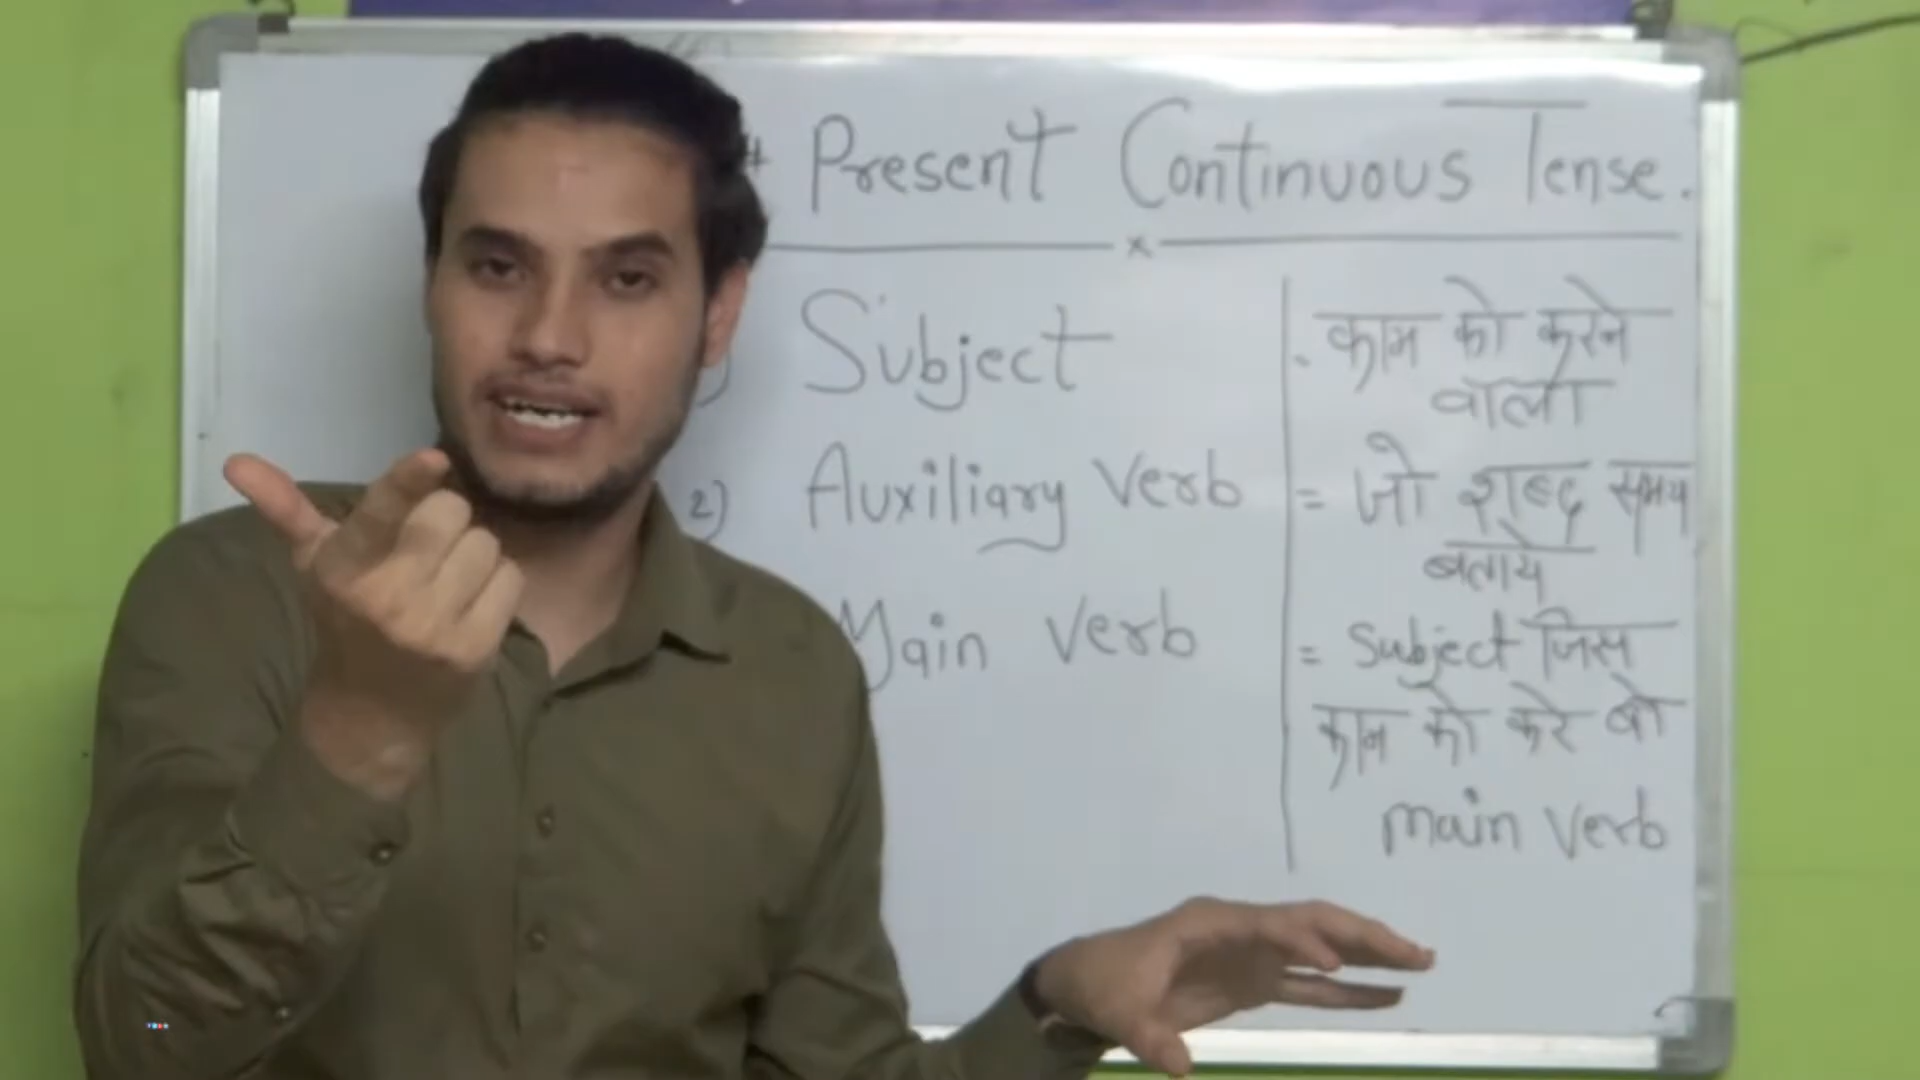 # Present Continuous Tense.
x
Subject
. काम को करने
वाला
2) Auxiliary Verb
= जो शब्द समय
बताये
Main Verb
= Subject जिस
काम को करे वो
main verb